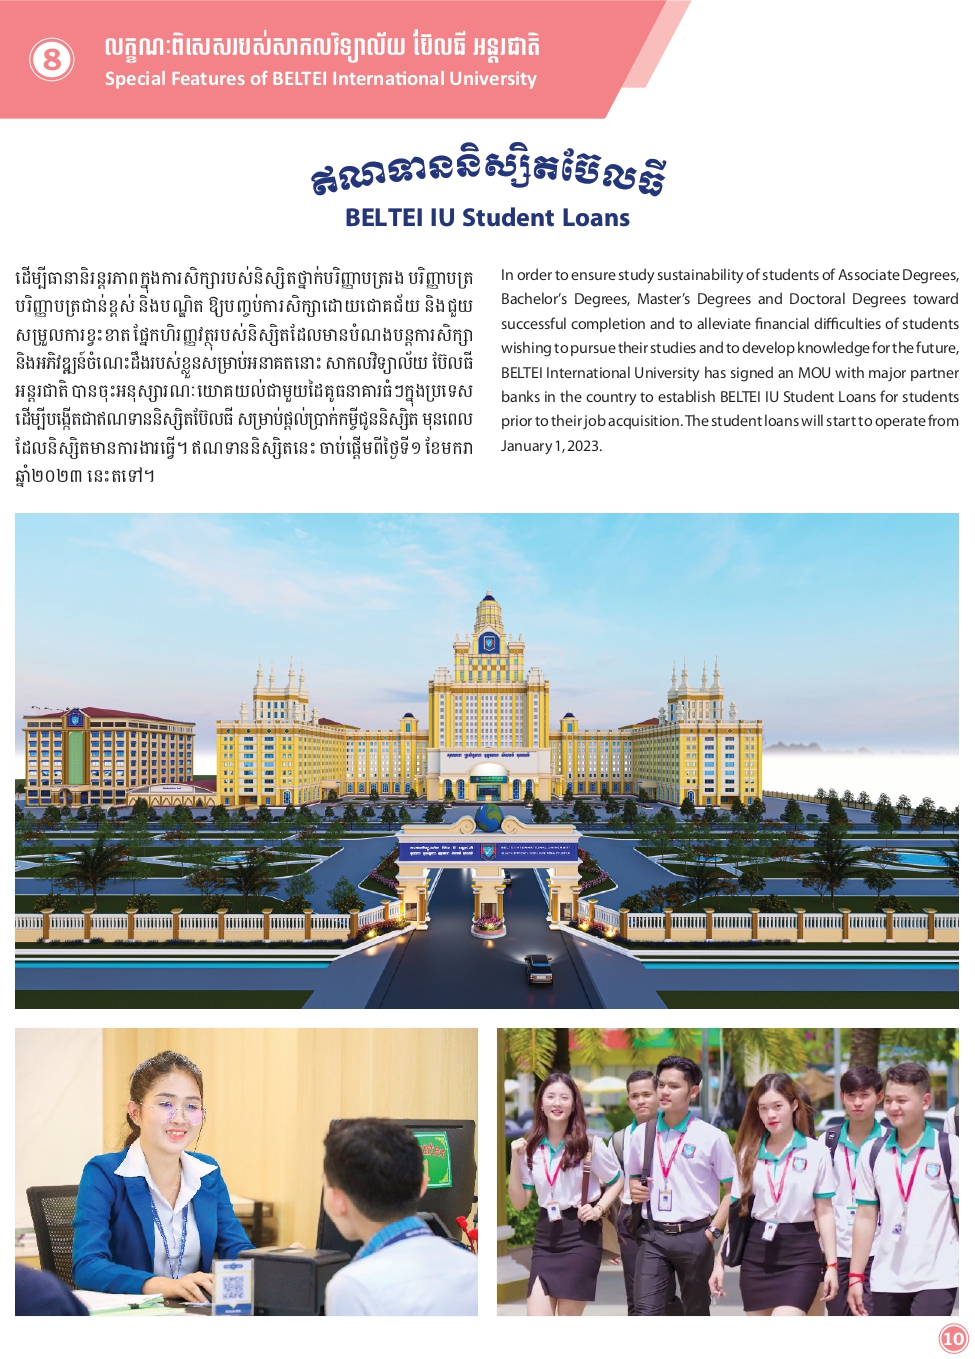 8
លក្ខណៈពិសេសរបស់សាកលវិទ្យាល័យ ប៊ែលធី អន្តរជាតិ
Special Features of BELTEI International University
ឥណទាននិស្សិតប៊ែលធី
BELTEI IU Student Loans
ដើម្បីធានានិរន្តរភាពក្នុងការសិក្សារបស់និស្សិតថ្នាក់បរិញ្ញាបត្ររង បរិញ្ញាបត្រ
បរិញ្ញាបត្រជាន់ខ្ពស់ និងបណ្ឌិត ឱ្យបញ្ចប់ការសិក្សាដោយជោគជ័យ និងជួយ
សម្រួលការខ្វះខាត ផ្នែកហិរញ្ញវត្ថុរបស់និស្សិតដែលមានបំណងបន្តការសិក្សា
និងអភិវឌ្ឍន៍ចំណេះដឹងរបស់ខ្លួនសម្រាប់អនាគតនោះ សាកលវិទ្យាល័យ ប៊ែលធី
អន្តរជាតិ បានចុះអនុស្សារណៈយោគយល់ជាមួយដៃគូធនាគារធំៗក្នុងប្រទេស
ដើម្បីបង្កើតជាឥណទាននិស្សិតប៊ែលធី សម្រាប់ផ្តល់ប្រាក់កម្ចីជូននិស្សិត មុនពេល
ដែលនិស្សិតមានការងារធ្វើ។ ឥណទាននិស្សិតនេះ ចាប់ផ្តើមពីថ្ងៃទី១ ខែមករា
ឆ្នាំ២០២៣ នេះតទៅ។
In order to ensure study sustainability of students of Associate Degrees,
Bachelor's Degrees, Master's Degrees and Doctoral Degrees toward
successful completion and to alleviate financial difficulties of students
wishing to pursue their studies and to develop knowledge for the future,
BELTEI International University has signed an MOU with major partner
banks in the country to establish BELTEI IU Student Loans for students
prior to their job acquisition. The student loans will start to operate from
January 1, 2023.
BELTEI INTERNATIONAL UNIVERSITY
10